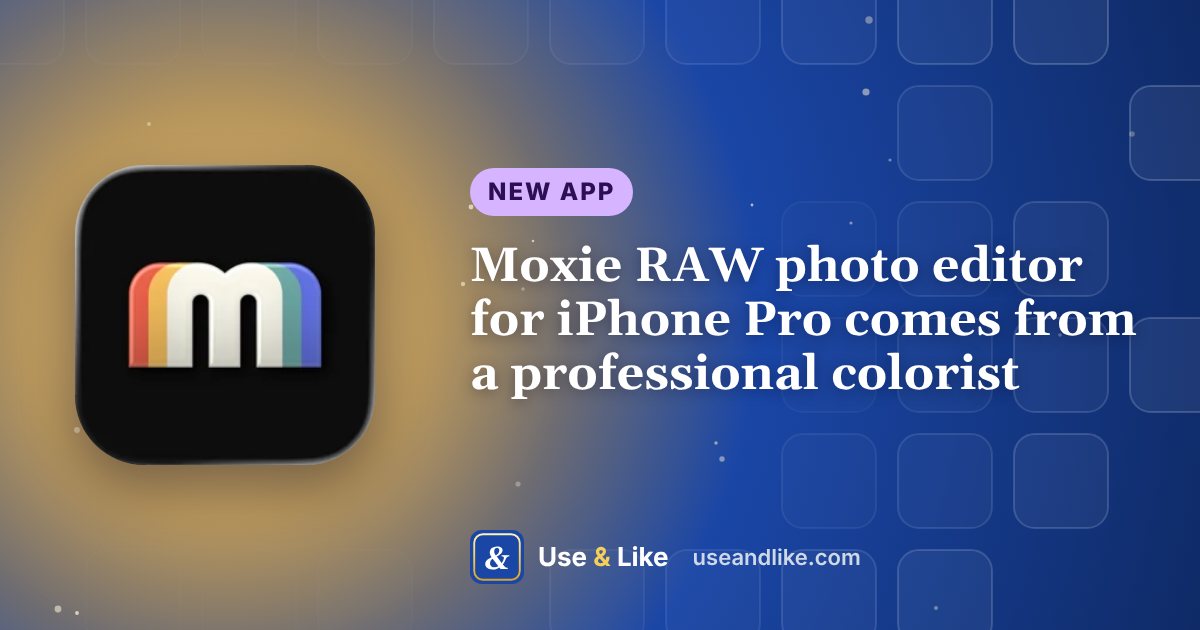 m
NEW APP
Moxie RAW photo editor
for iPhone Pro comes from
a professional colorist
& Use & Like useandlike.com